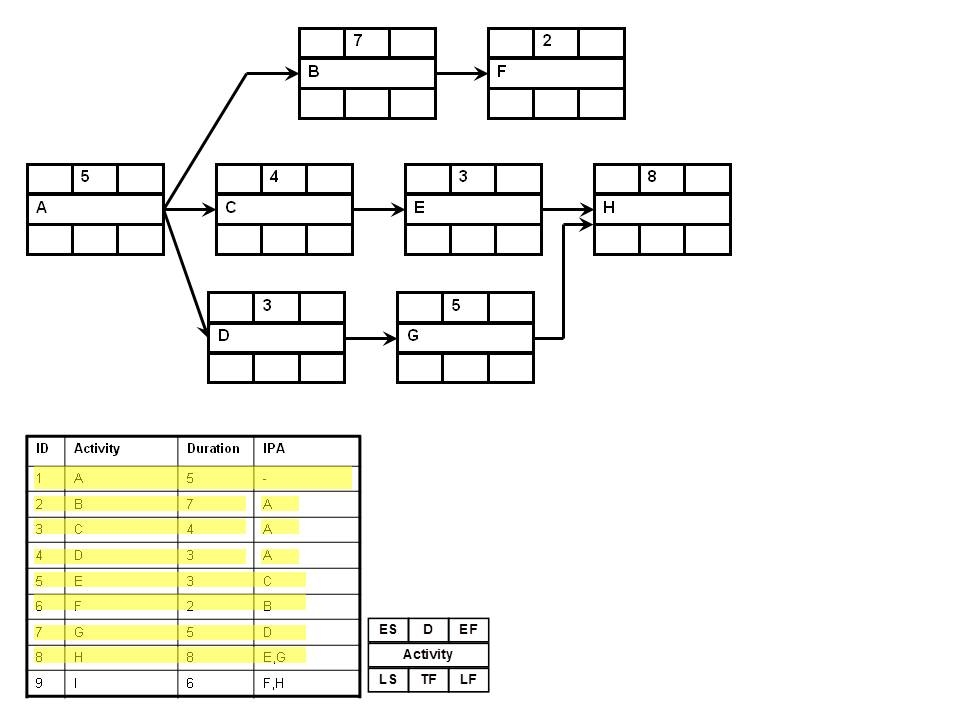 7
B
2
F
5
A
4
C
3
E
8
H
3
D
5
G
ID Activity Duration IPA
1 A 5 -
2 B 7 A
3 C 4 A
4 D 3 A
5 E 3 C
6 F 2 B
7 G 5 D
8 H 8 E,G
9 I 6 F,H
ES D EF
Activity
LS TF LF